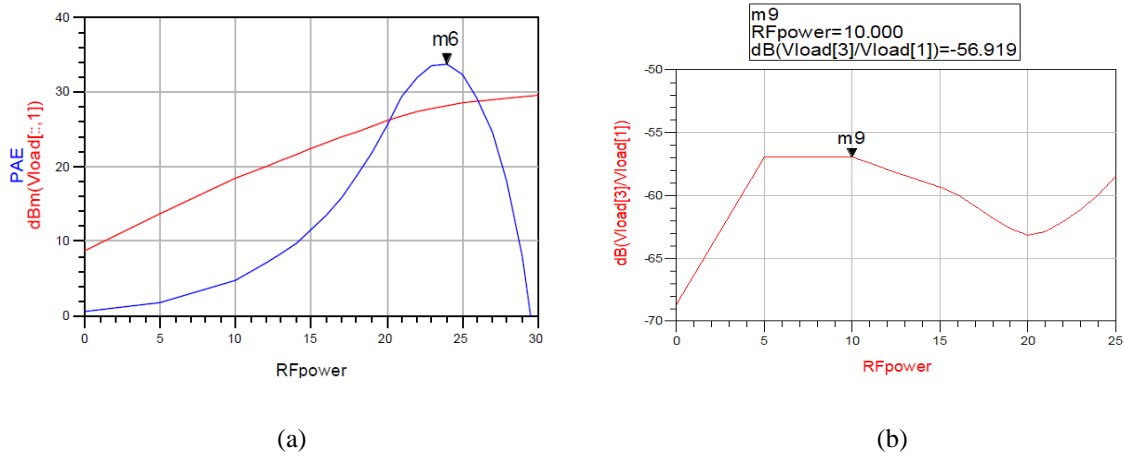 40
30
20
10
0
PAE
dBm(Vload[::,1])
m6
0 5 10 15 20 25 30
RFpower
(a)
m9
RFpower=10.000
dB(Vload[3]/Vload[1])=-56.919
-50
-55
-60
-65
-70
dB(Vload[3]/Vload[1])
m9
0 5 10 15 20 25
RFpower
(b)